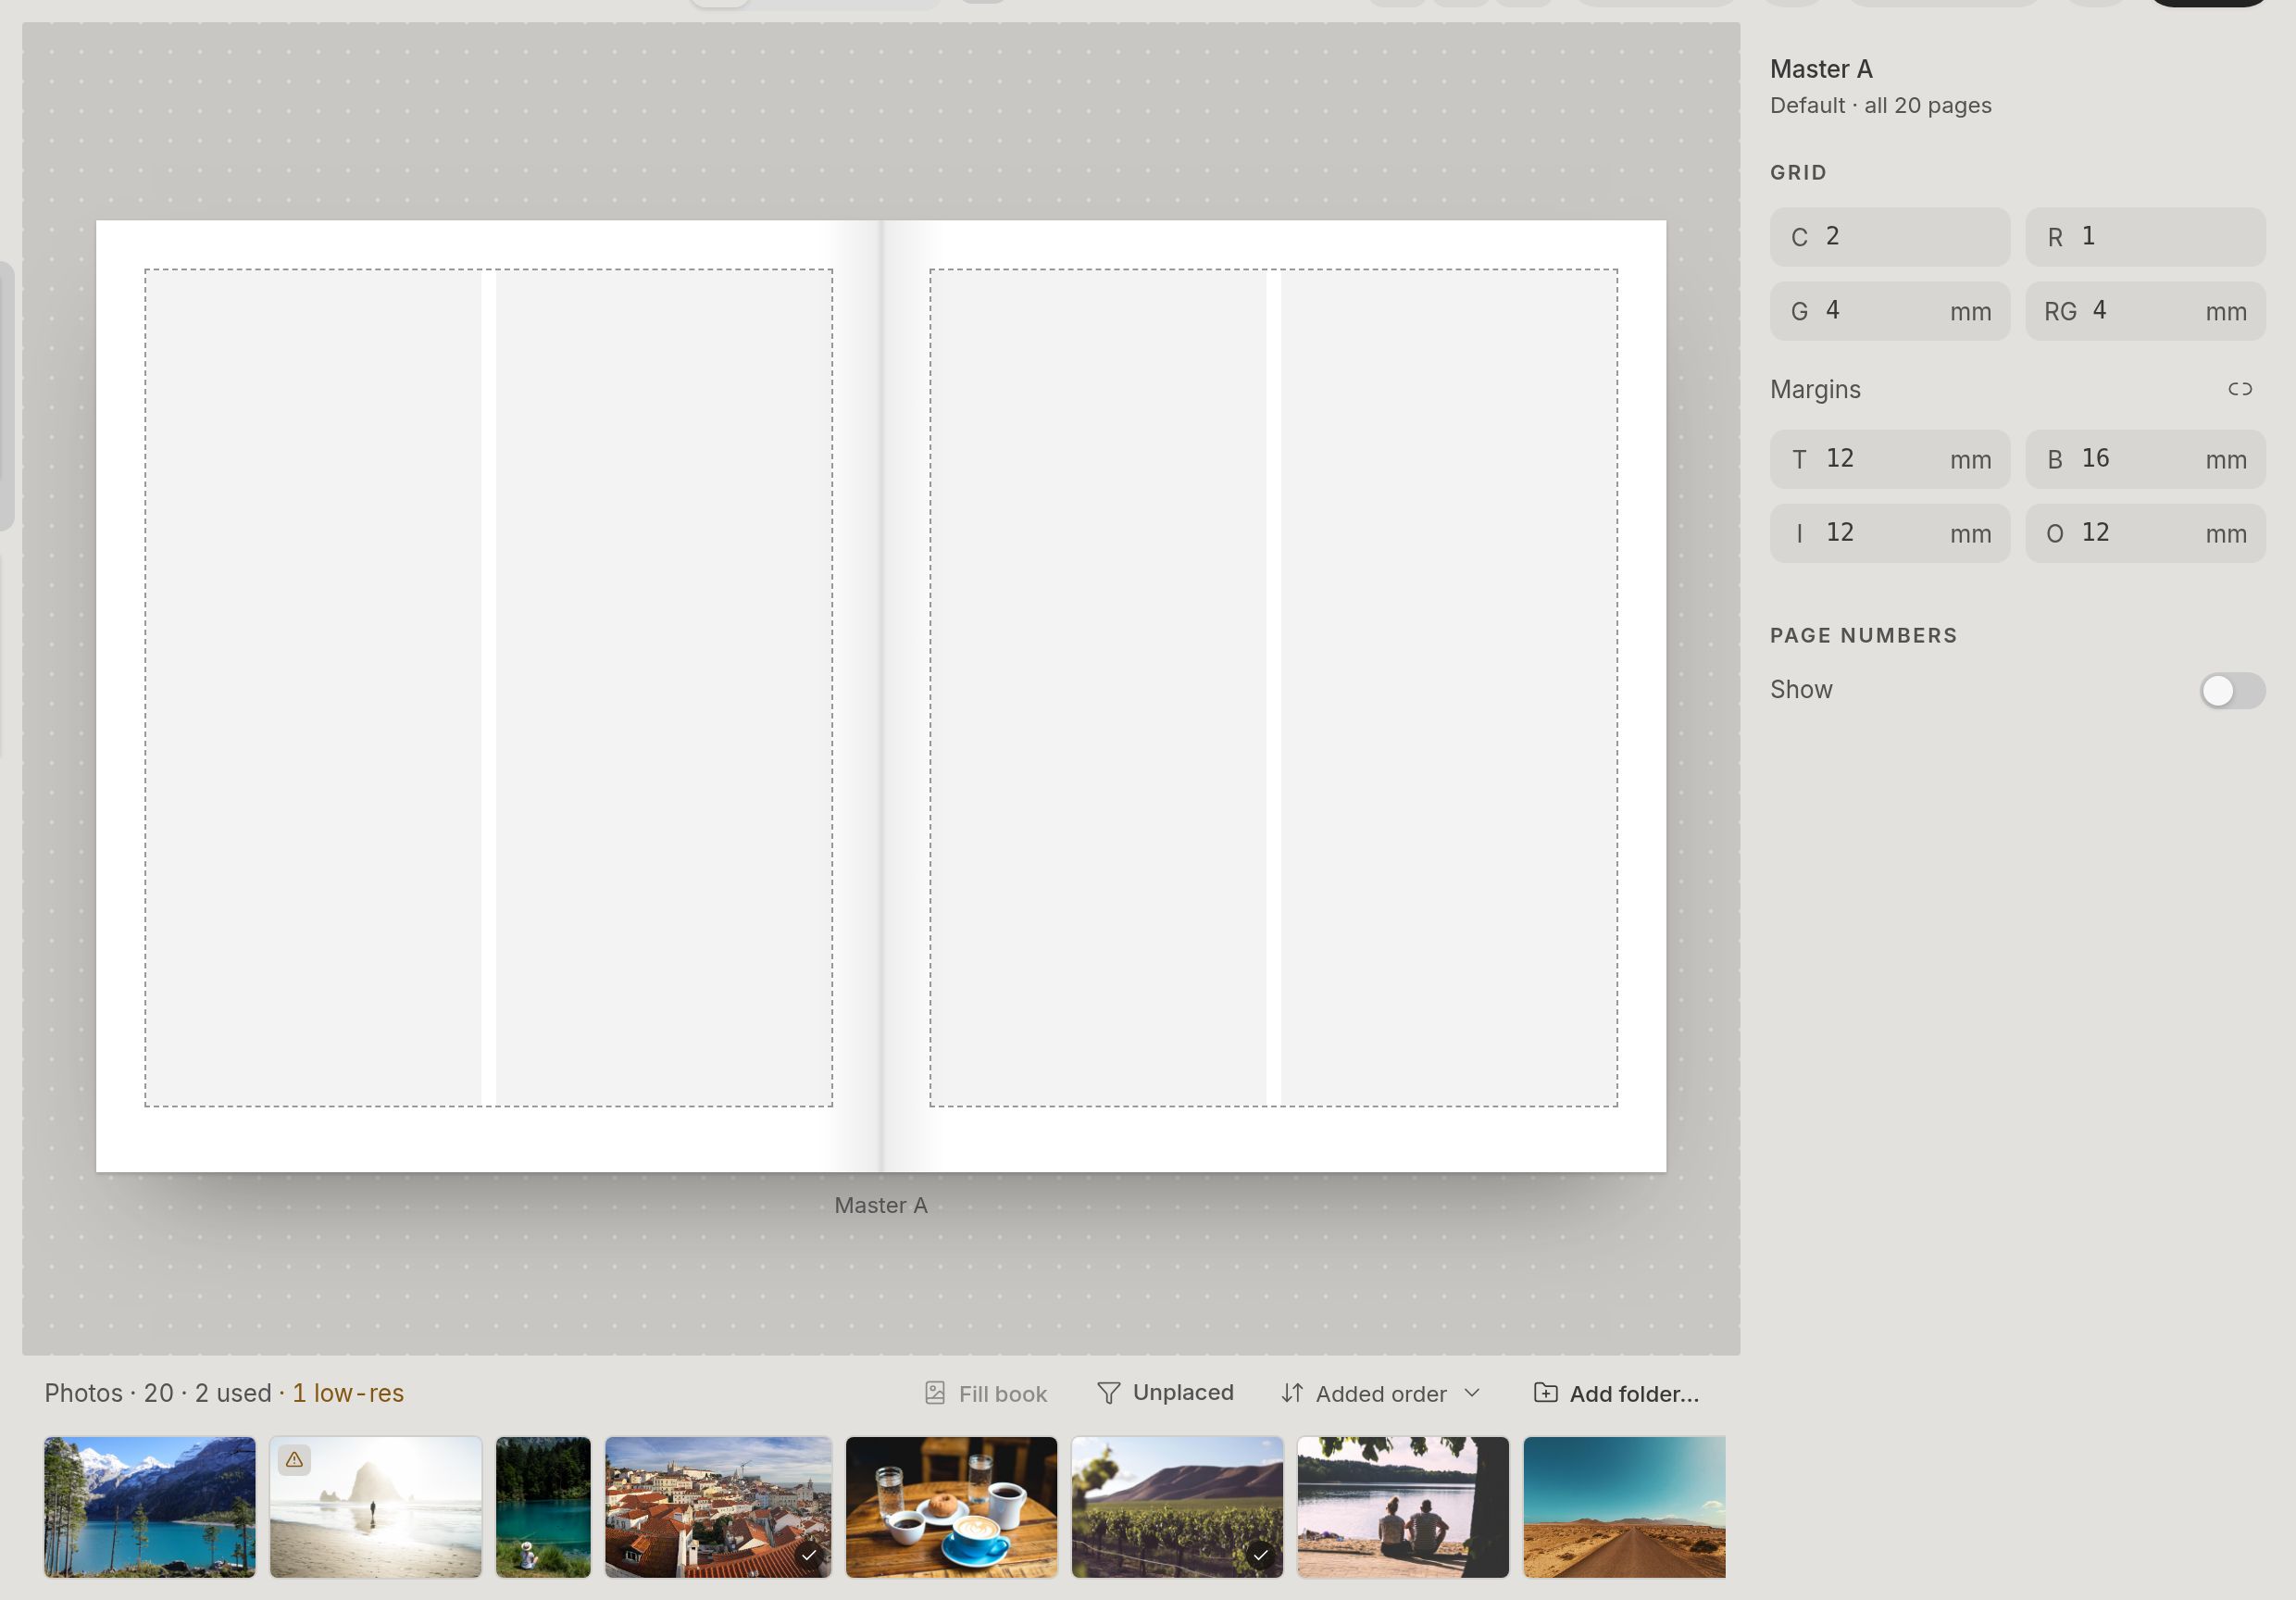 Master A
Default · all 20 pages
GRID
C 2
R 1
G 4 mm
RG 4 mm
Margins
T 12 mm
B 16 mm
I 12 mm
O 12 mm
PAGE NUMBERS
Show
Master A
Photos · 20 · 2 used · 1 low-res
Fill book
Unplaced
Added order
Add folder...